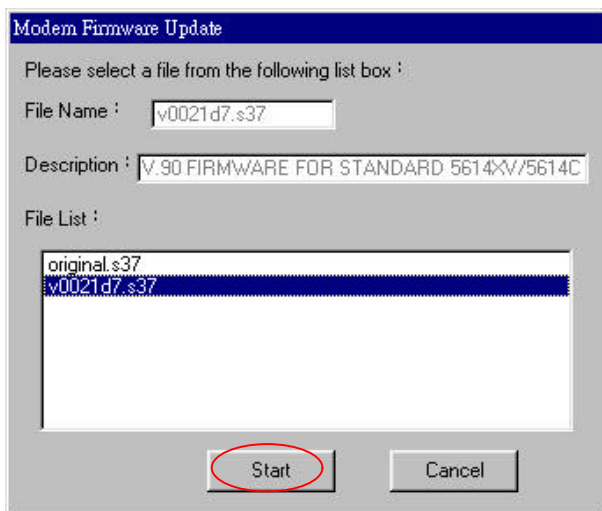 Modem Firmware Update
Please select a file from the following list box :
File Name : v0021d7.s37
Description : V.90 FIRMWARE FOR STANDARD 5614XV/5614C
File List :
original.s37
v0021d7.s37
Start Cancel